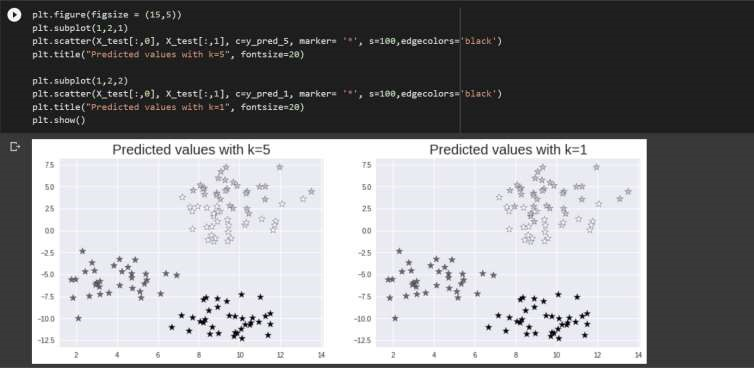 plt.figure(figsize = (15,5))
plt.subplot(1,2,1)
plt.scatter(X_test[:,0], X_test[:,1], c=y_pred_5, marker= '*', s=100,edgecolors='black')
plt.title("Predicted values with k=5", fontsize=20)
plt.subplot(1,2,2)
plt.scatter(X_test[:,0], X_test[:,1], c=y_pred_1, marker= '*', s=100,edgecolors='black')
plt.title("Predicted values with k=1", fontsize=20)
plt.show()
Predicted values with k=5
7.5
5.0
2.5
0.0
−2.5
−5.0
−7.5
−10.0
−12.5
2 4 6 8 10 12 14
Predicted values with k=1
7.5
5.0
2.5
0.0
−2.5
−5.0
−7.5
−10.0
−12.5
2 4 6 8 10 12 14